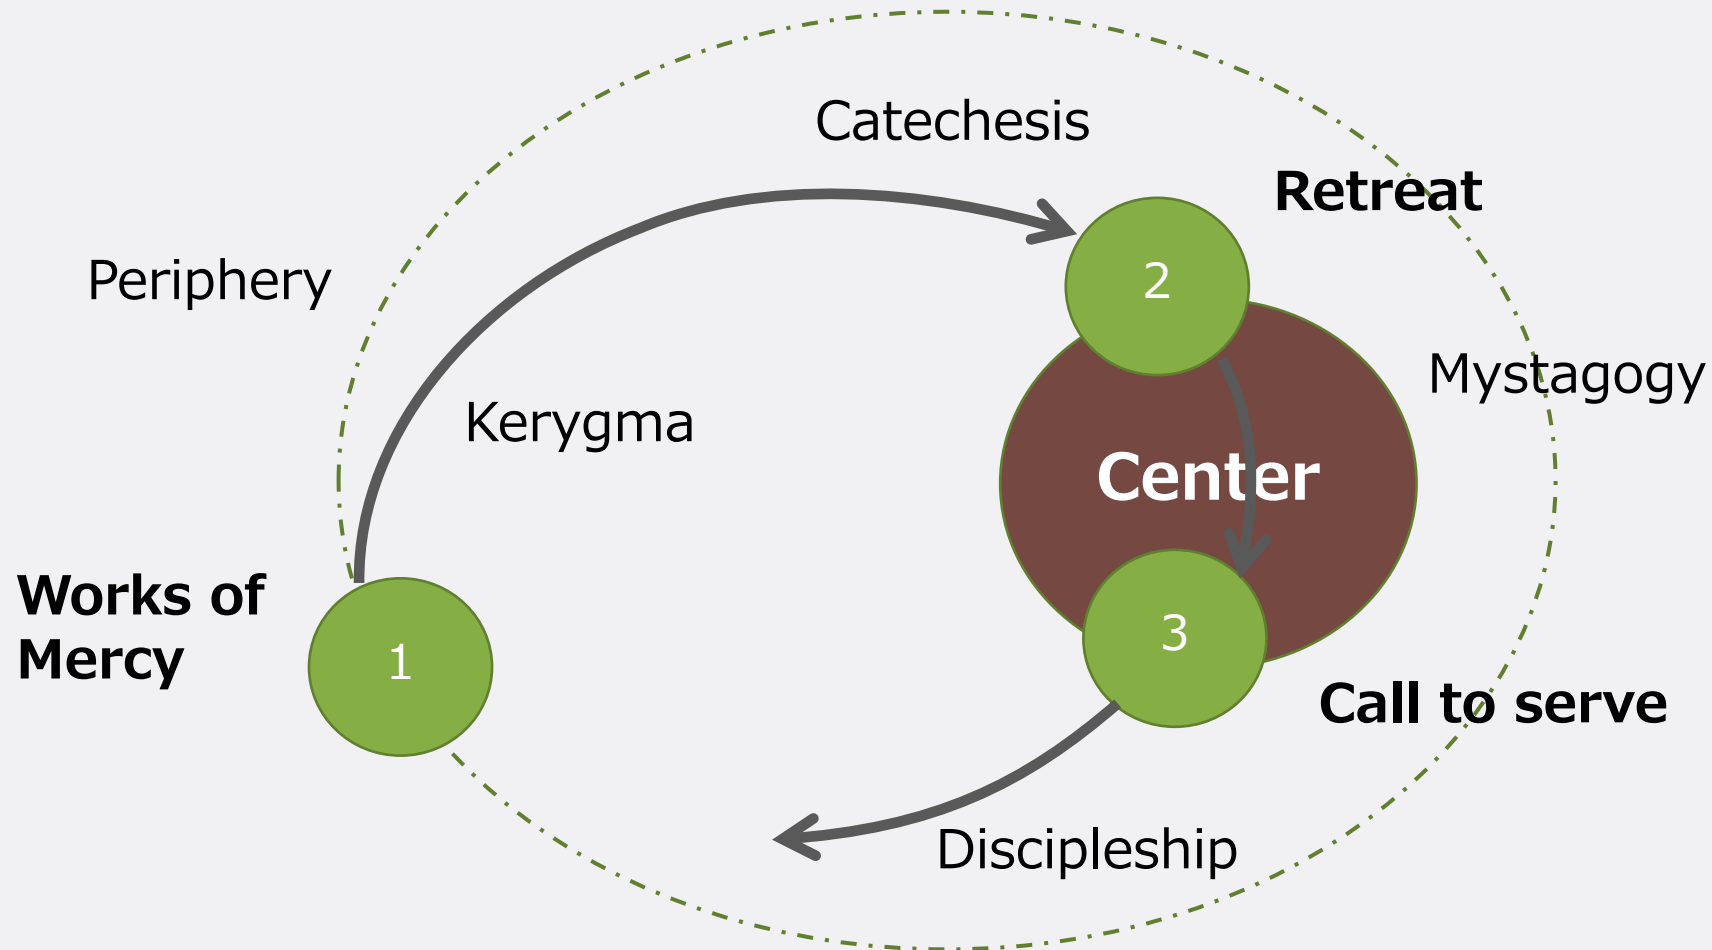 Catechesis
Retreat
Periphery
2
Mystagogy
Kerygma
Center
Works of
Mercy
1
3
Call to serve
Discipleship